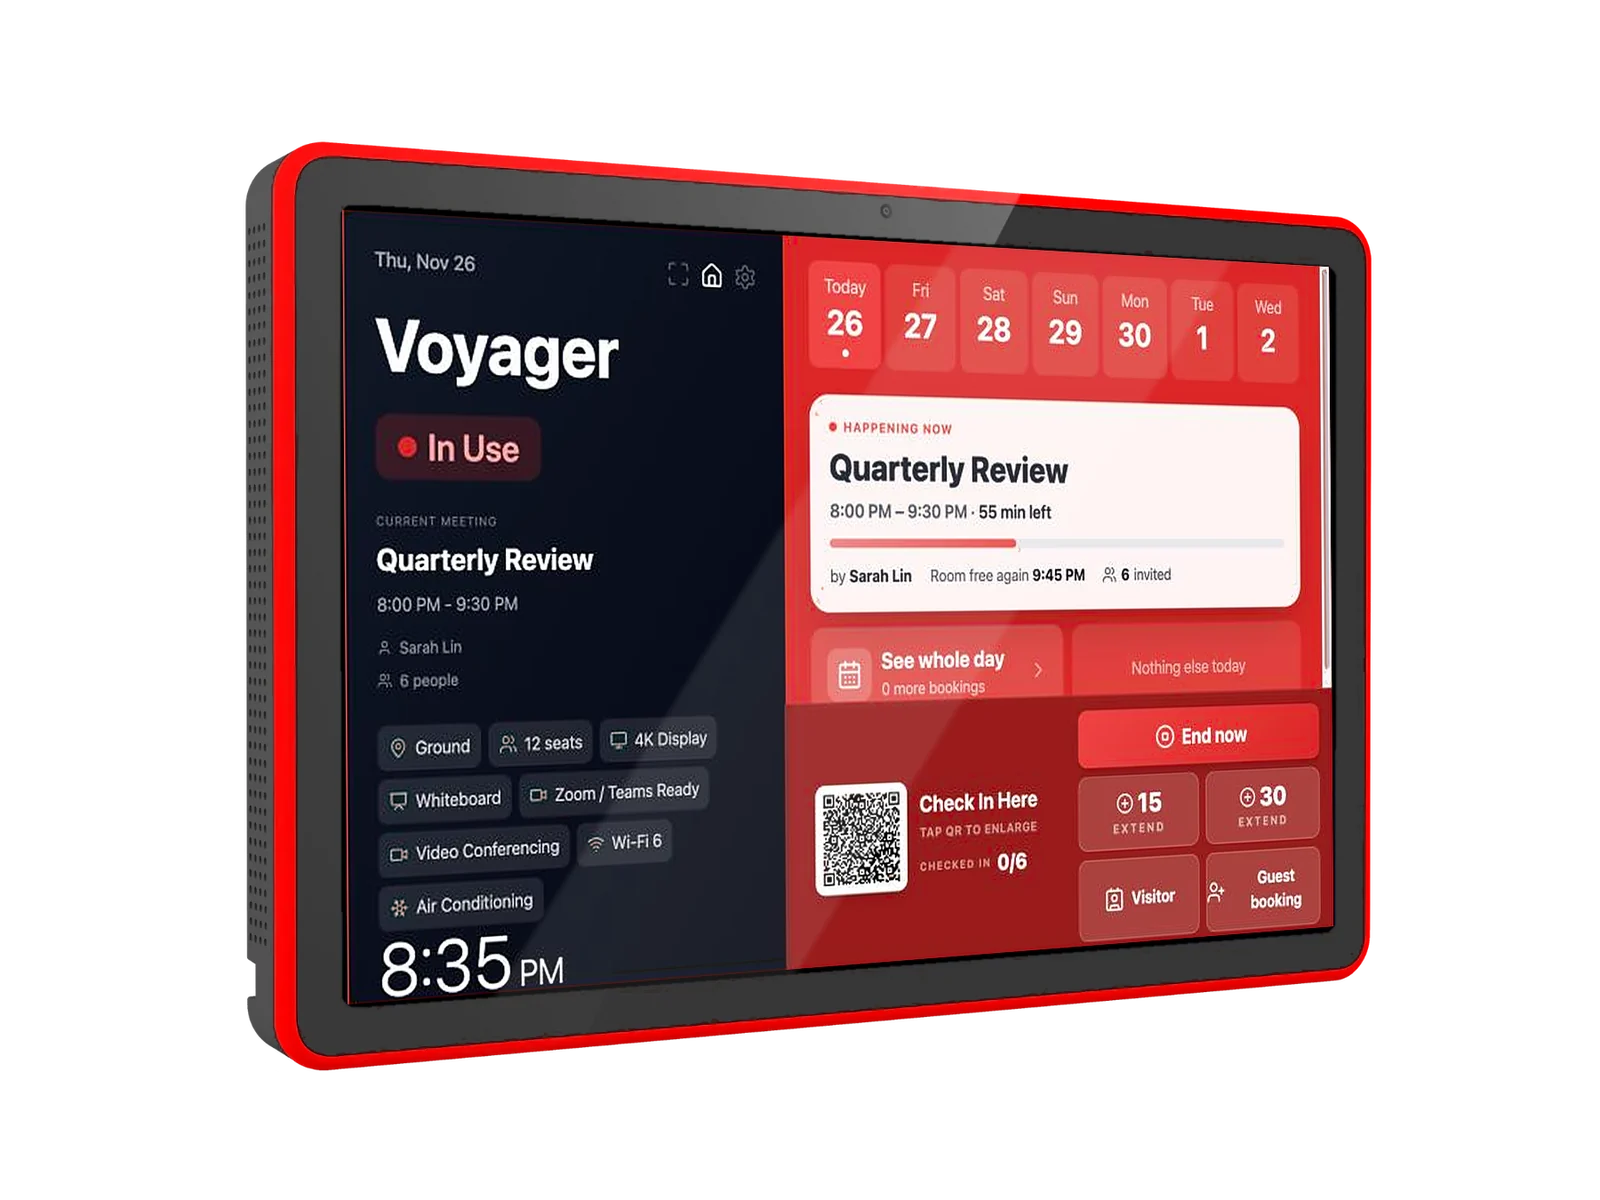 Thu, Nov 26
Voyager
In Use
CURRENT MEETING
Quarterly Review
8:00 PM - 9:30 PM
Sarah Lin
6 people
Ground
12 seats
4K Display
Whiteboard
Zoom / Teams Ready
Video Conferencing
Wi-Fi 6
Air Conditioning
8:35 PM
Today
26
Fri
27
Sat
28
Sun
29
Mon
30
Tue
1
Wed
2
HAPPENING NOW
Quarterly Review
8:00 PM – 9:30 PM · 55 min left
by Sarah Lin Room free again 9:45 PM 6 invited
See whole day
0 more bookings
Nothing else today
Check In Here
TAP QR TO ENLARGE
CHECKED IN 0/6
End now
15
EXTEND
30
EXTEND
Visitor
Guest
booking